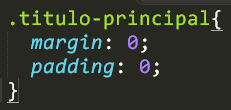 .titulo-principal{
margin: 0;
padding: 0;
}